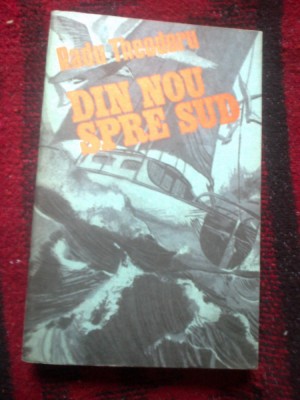 Radu Theodoru
DIN NOU
SPRE SUD